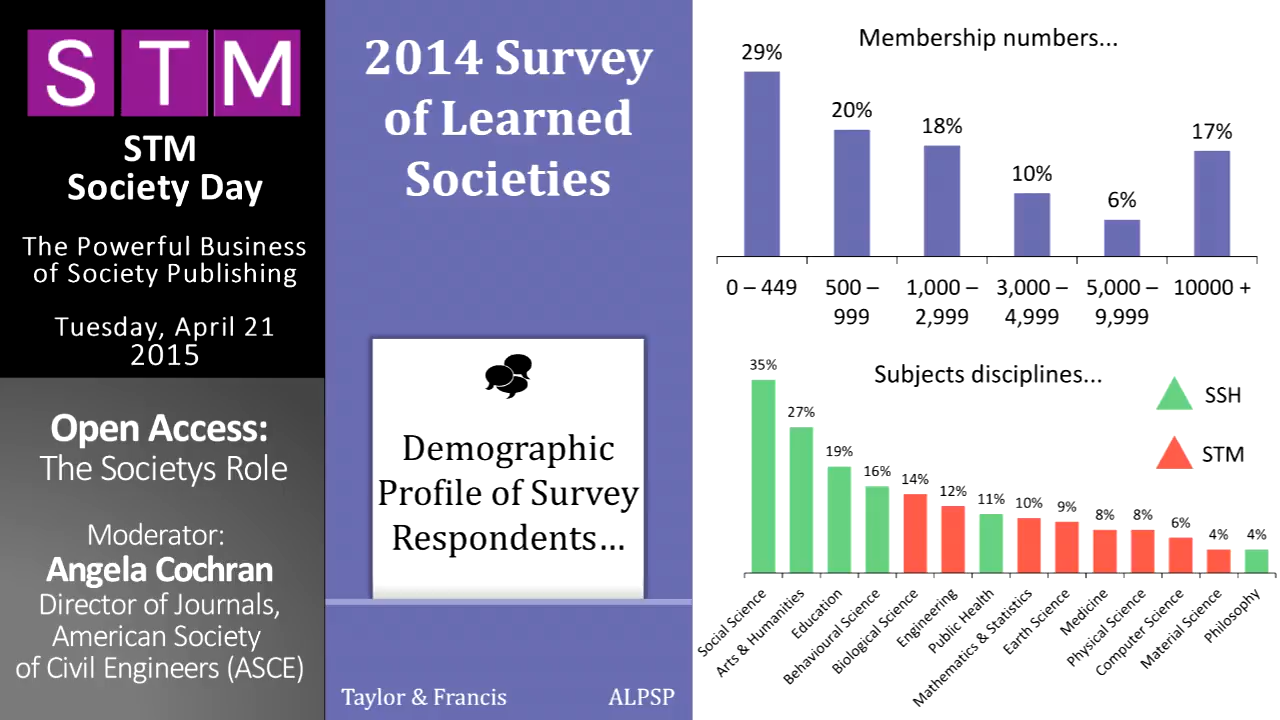 STM
STM
Society Day
The Powerful Business
of Society Publishing
Tuesday, April 21
2015
Open Access:
The Societys Role
Moderator:
Angela Cochran
Director of Journals,
American Society
of Civil Engineers (ASCE)
2014 Survey
of Learned
Societies
Demographic
Profile of Survey
Respondents…
Taylor & Francis
ALPSP
Membership numbers...
29%
20%
18%
10%
6%
17%
0 – 449
500 –
999
1,000 –
2,999
3,000 –
4,999
5,000 –
9,999
10000 +
Subjects disciplines...
SSH
STM
35%
27%
19%
16%
14%
12%
11%
10%
9%
8%
8%
6%
4%
4%
Social Science
Arts & Humanities
Education
Behavioural Science
Biological Science
Engineering
Public Health
Mathematics & Statistics
Earth Science
Medicine
Physical Science
Computer Science
Material Science
Philosophy